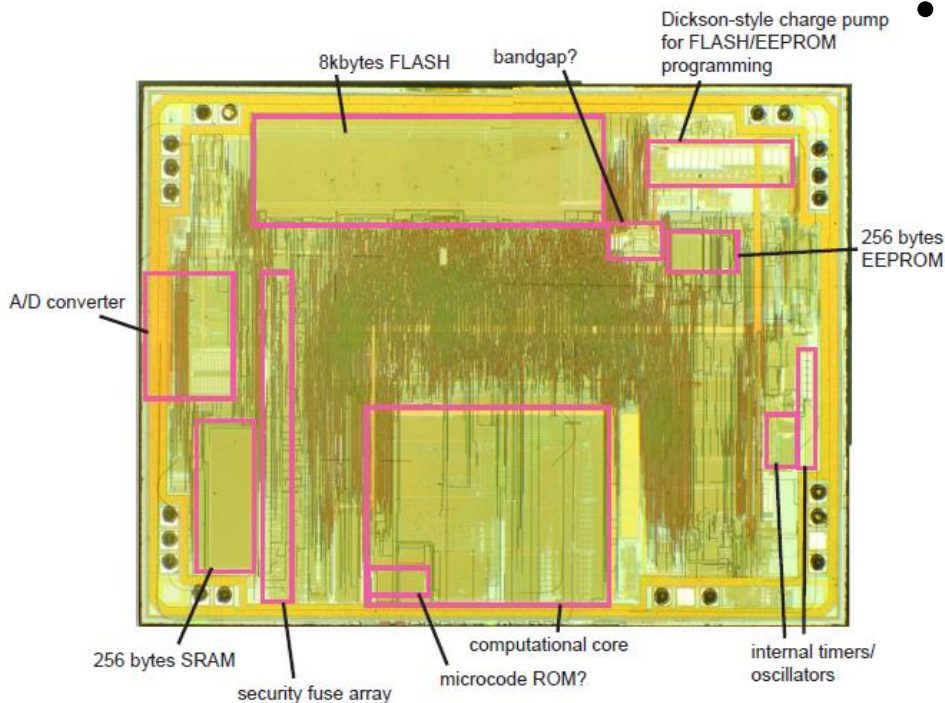 Dickson-style charge pump
for FLASH/EEPROM
programming
bandgap?
8kbytes FLASH
256 bytes
EEPROM
A/D converter
computational core
internal timers/
oscillators
256 bytes SRAM
microcode ROM?
security fuse array